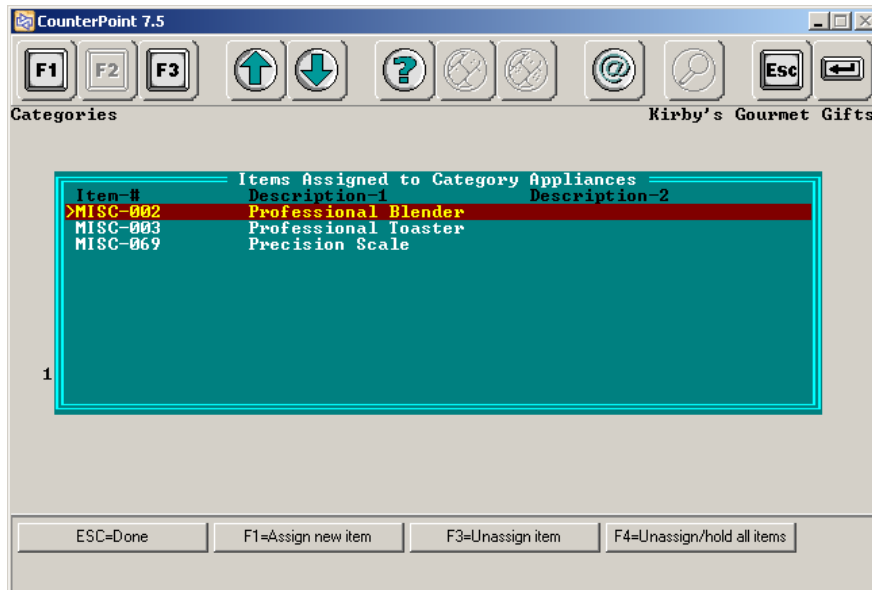 CounterPoint 7.5
F1 F2 F3 ? @ Esc
Categories Kirby's Gourmet Gifts
Items Assigned to Category Appliances
Item-# Description-1 Description-2
>MISC-002 Professional Blender
MISC-003 Professional Toaster
MISC-069 Precision Scale
1
ESC=Done F1=Assign new item F3=Unassign item F4=Unassign/hold all items